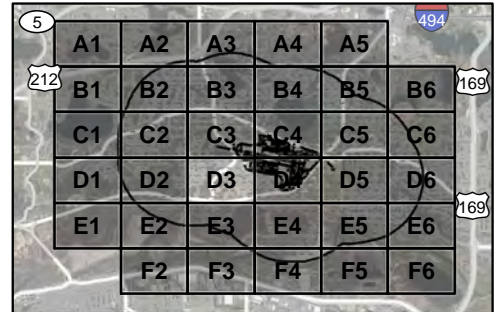 5
494
A1 A2 A3 A4 A5
212
B1 B2 B3 B4 B5 B6
169
C1 C2 C3 C4 C5 C6
D1 D2 D3 D4 D5 D6
169
E1 E2 E3 E4 E5 E6
F2 F3 F4 F5 F6